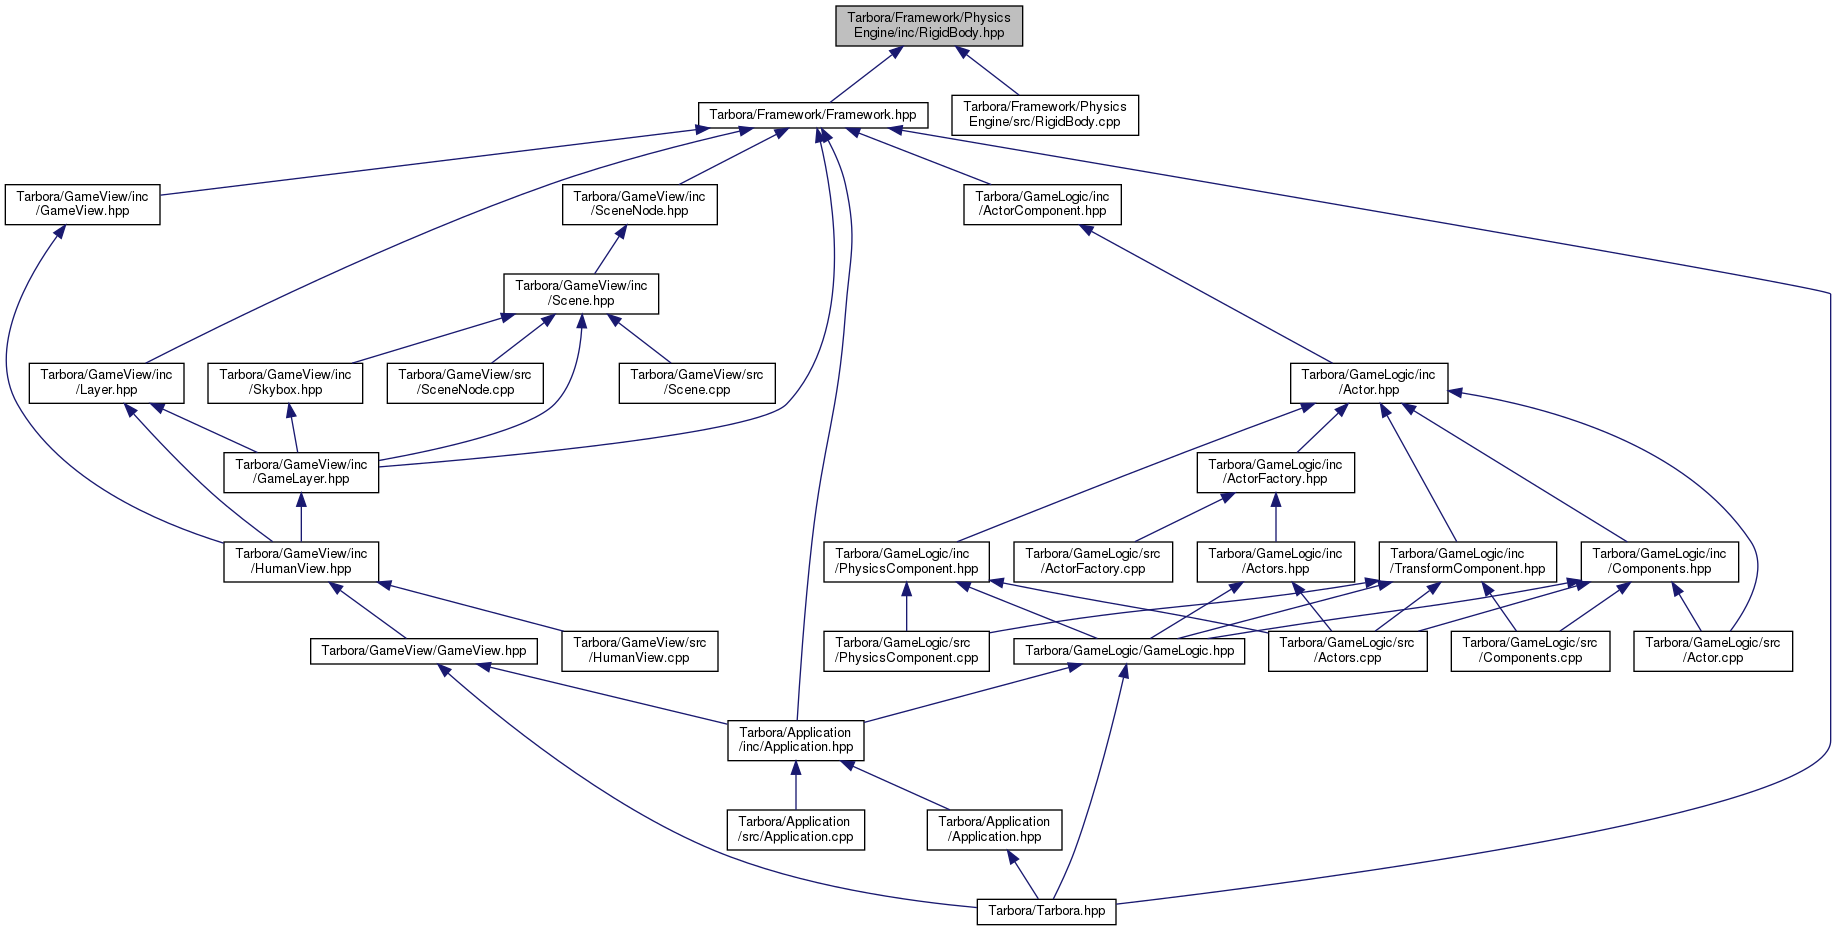 Tarbora/Framework/Physics
Engine/inc/RigidBody.hpp
Tarbora/Framework/Framework.hpp
Tarbora/Framework/Physics
Engine/src/RigidBody.cpp
Tarbora/GameView/inc
/GameView.hpp
Tarbora/GameView/inc
/SceneNode.hpp
Tarbora/GameLogic/inc
/ActorComponent.hpp
Tarbora/GameView/inc
/Scene.hpp
Tarbora/GameView/inc
/Layer.hpp
Tarbora/GameView/inc
/Skybox.hpp
Tarbora/GameView/src
/SceneNode.cpp
Tarbora/GameView/src
/Scene.cpp
Tarbora/GameLogic/inc
/Actor.hpp
Tarbora/GameView/inc
/GameLayer.hpp
Tarbora/GameLogic/inc
/ActorFactory.hpp
Tarbora/GameView/inc
/HumanView.hpp
Tarbora/GameLogic/inc
/PhysicsComponent.hpp
Tarbora/GameLogic/src
/ActorFactory.cpp
Tarbora/GameLogic/inc
/Actors.hpp
Tarbora/GameLogic/inc
/TransformComponent.hpp
Tarbora/GameLogic/inc
/Components.hpp
Tarbora/GameView/GameView.hpp
Tarbora/GameView/src
/HumanView.cpp
Tarbora/GameLogic/src
/PhysicsComponent.cpp
Tarbora/GameLogic/GameLogic.hpp
Tarbora/GameLogic/src
/Actors.cpp
Tarbora/GameLogic/src
/Components.cpp
Tarbora/GameLogic/src
/Actor.cpp
Tarbora/Application
/inc/Application.hpp
Tarbora/Application
/src/Application.cpp
Tarbora/Application
/Application.hpp
Tarbora/Tarbora.hpp